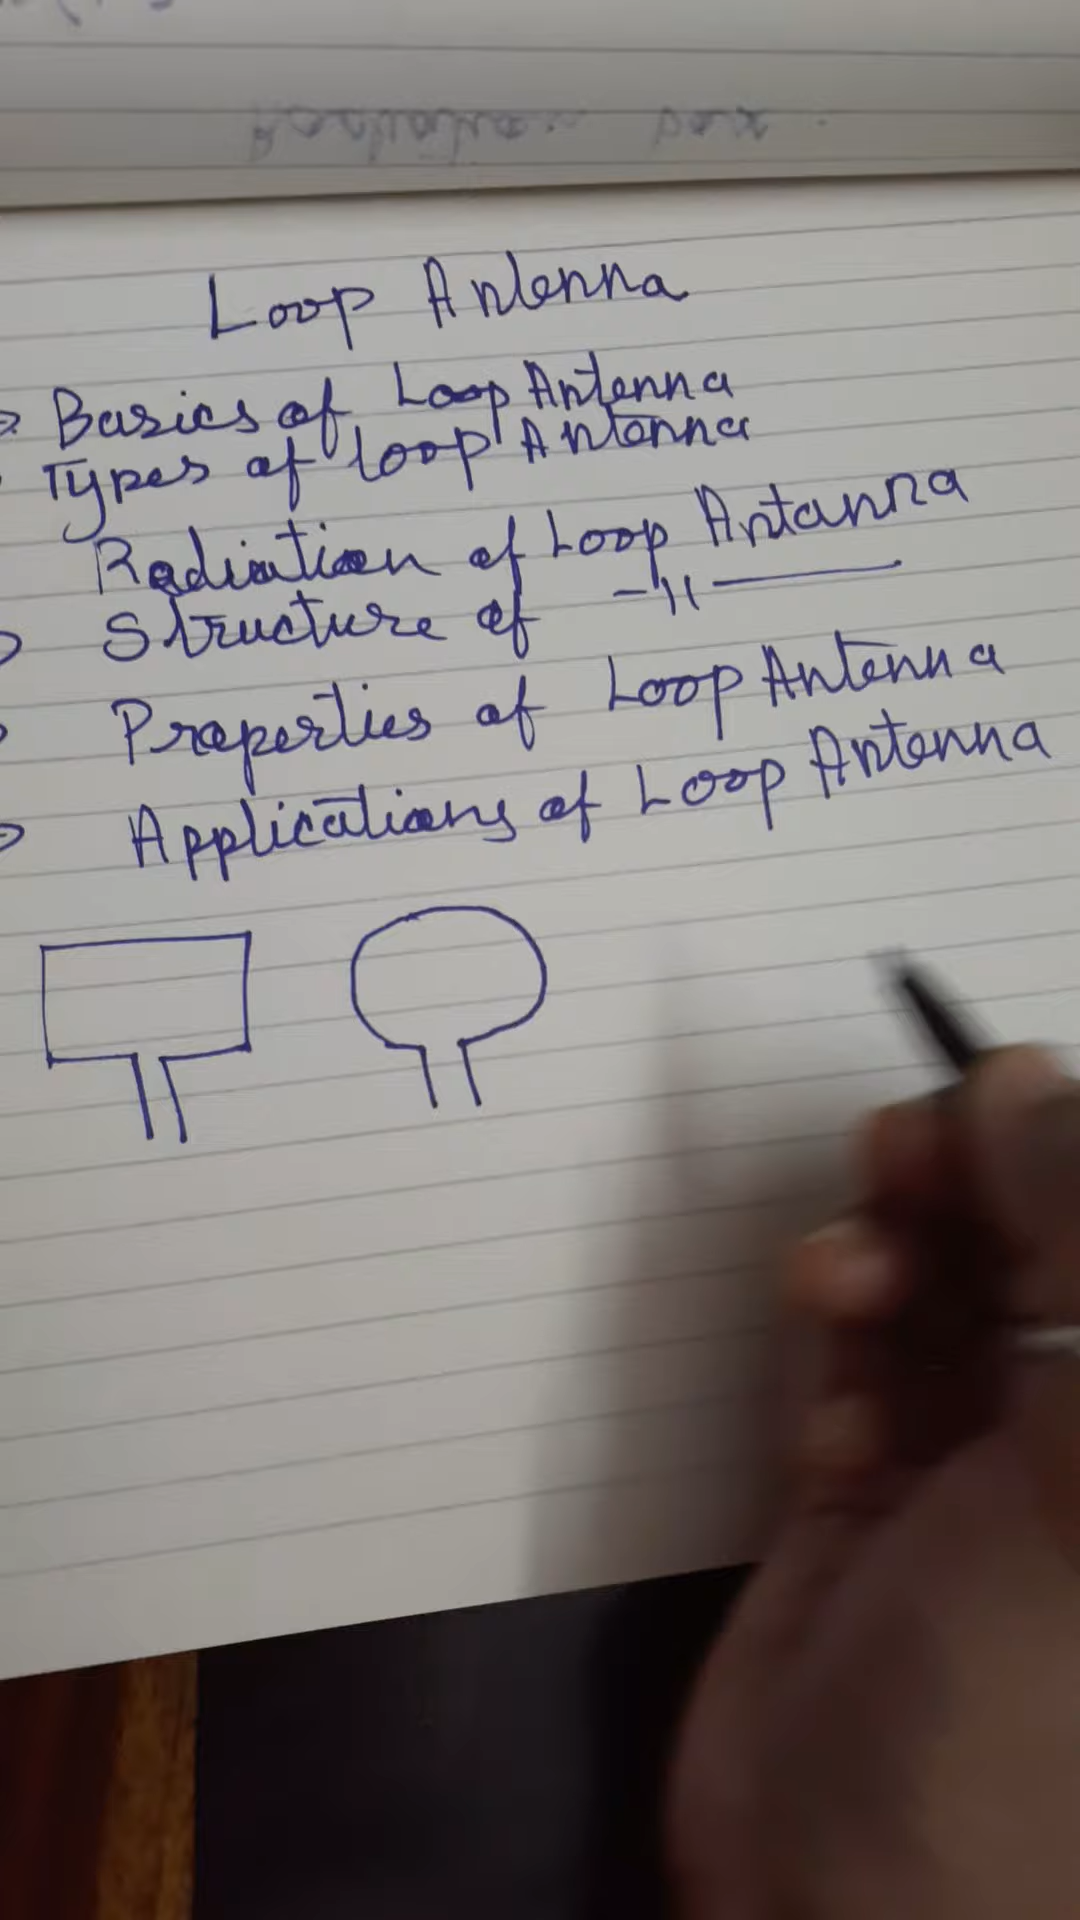 Loop Antenna
Basics of Loop Antenna
Types of loop Antenna
Radiation of Loop Antanna
Structure of -11-
Properties of Loop Antenna
Applications of Loop Antenna